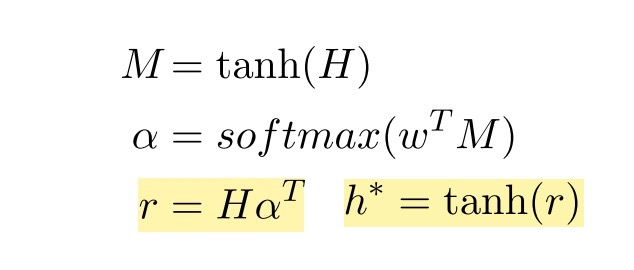 M = tanh(H)
α = softmax(w^T M)
r = Hα^T h* = tanh(r)